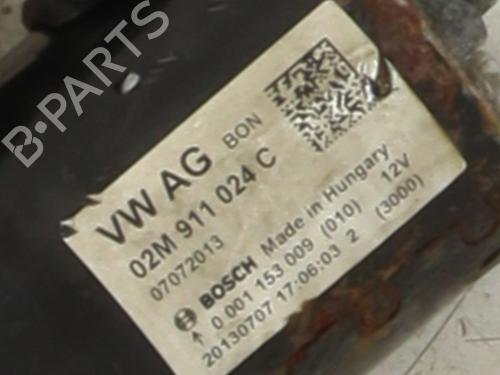 B-PARTS
VW AG BON
02M 911 024 C
07072013
BOSCH Made in Hungary
0 001 153 009 (010) 12V
20130707 17:06:03 2 (3000)